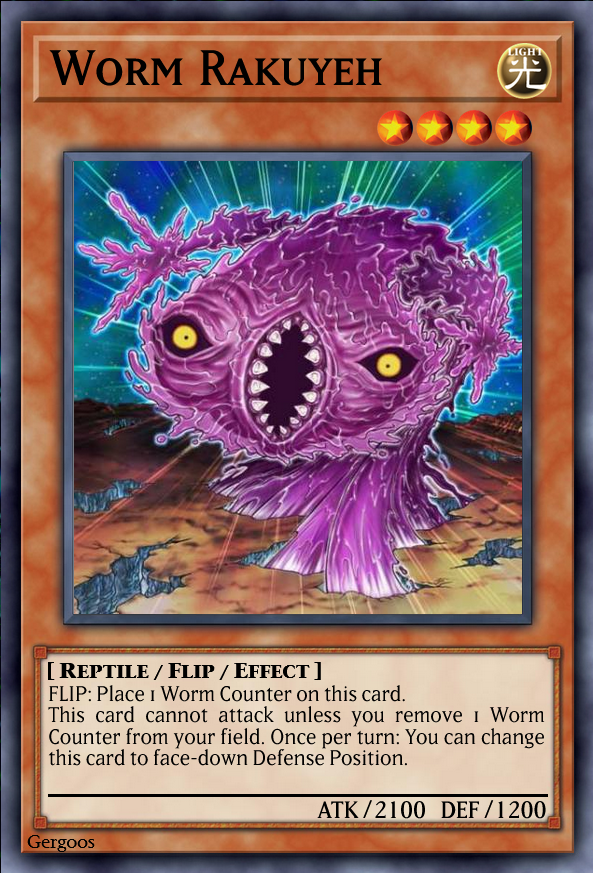 Worm Rakuyeh
LIGHT
光
[ Reptile / Flip / Effect ]
FLIP: Place 1 Worm Counter on this card.
This card cannot attack unless you remove 1 Worm
Counter from your field. Once per turn: You can change
this card to face-down Defense Position.
ATK / 2100 DEF / 1200
Gergoos